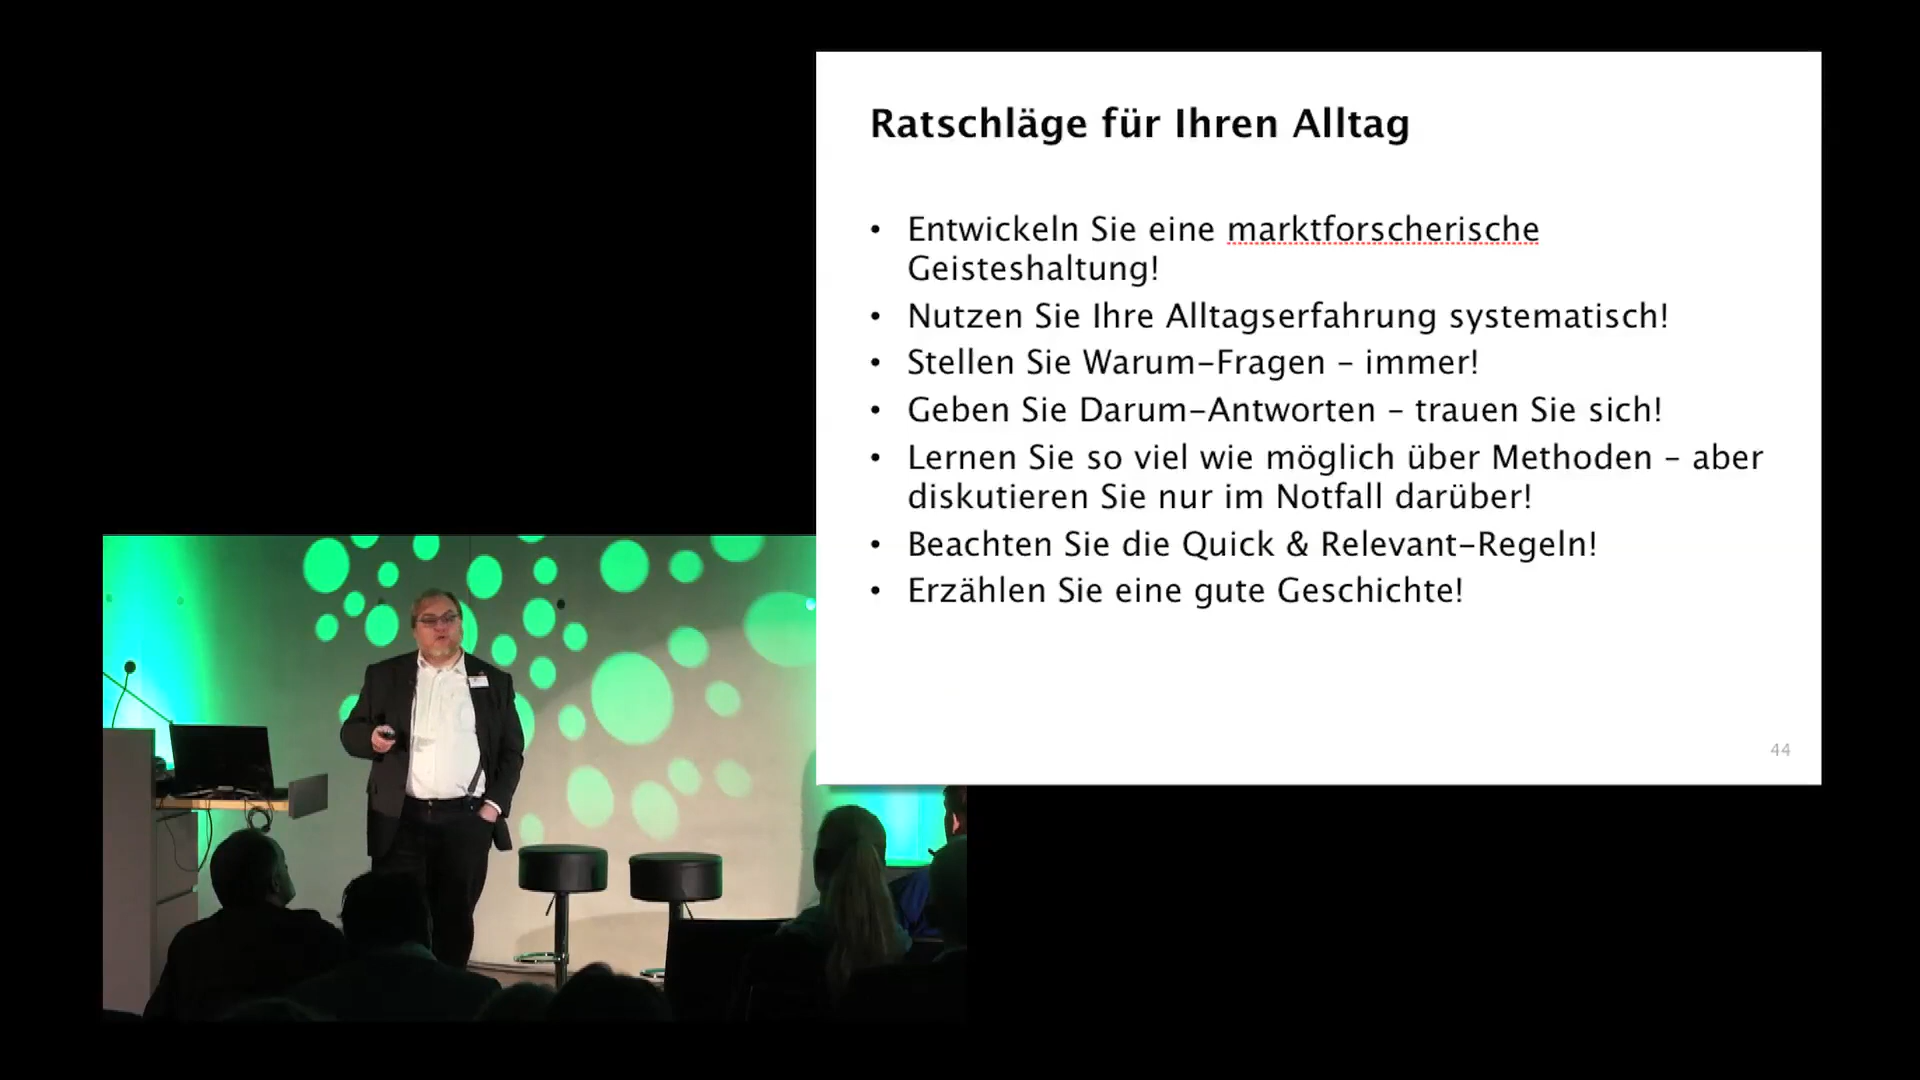 Ratschläge für Ihren Alltag
• Entwickeln Sie eine marktforscherische
Geisteshaltung!
• Nutzen Sie Ihre Alltagserfahrung systematisch!
• Stellen Sie Warum-Fragen – immer!
• Geben Sie Darum-Antworten – trauen Sie sich!
• Lernen Sie so viel wie möglich über Methoden – aber
diskutieren Sie nur im Notfall darüber!
• Beachten Sie die Quick & Relevant-Regeln!
• Erzählen Sie eine gute Geschichte!
44